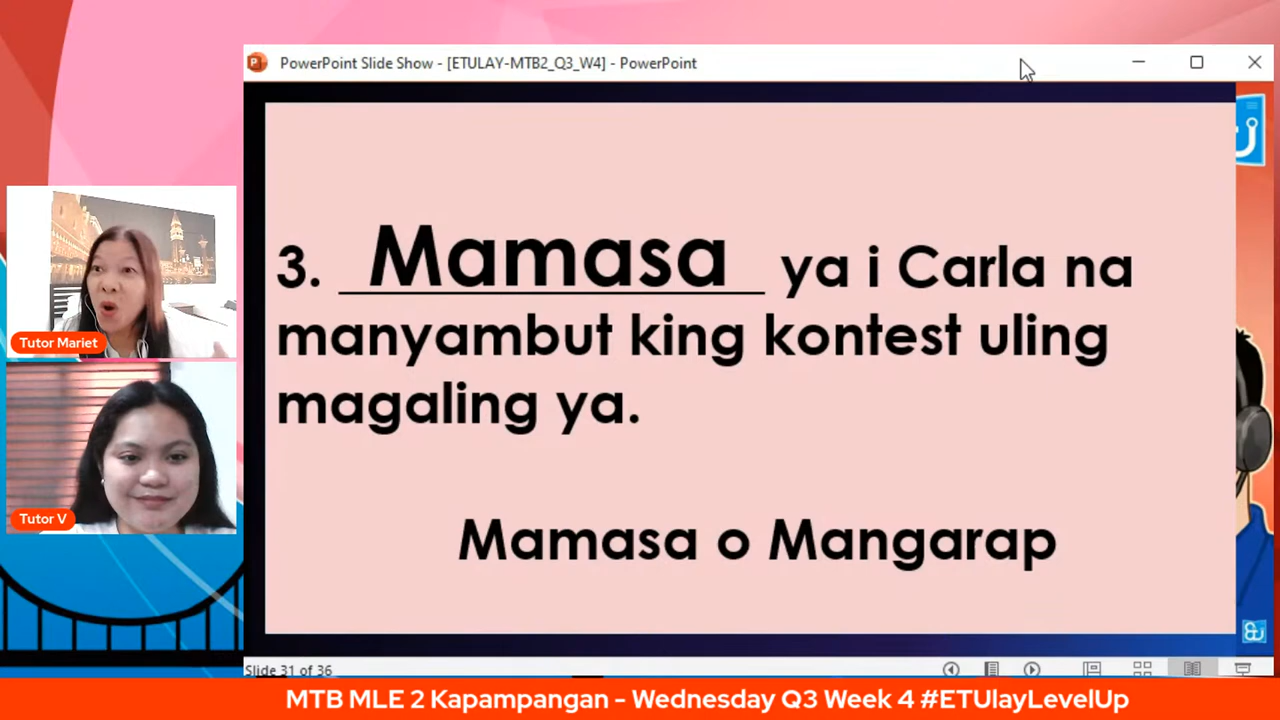 PowerPoint Slide Show - [ETULAY-MTB2_Q3_W4] - PowerPoint
3. Mamasa ya i Carla na
manyambut king kontest uling
magaling ya.
Mamasa o Mangarap
Tutor Mariet
Tutor V
Slide 31 of 36
MTB MLE 2 Kapampangan - Wednesday Q3 Week 4 #ETUlayLevelUp